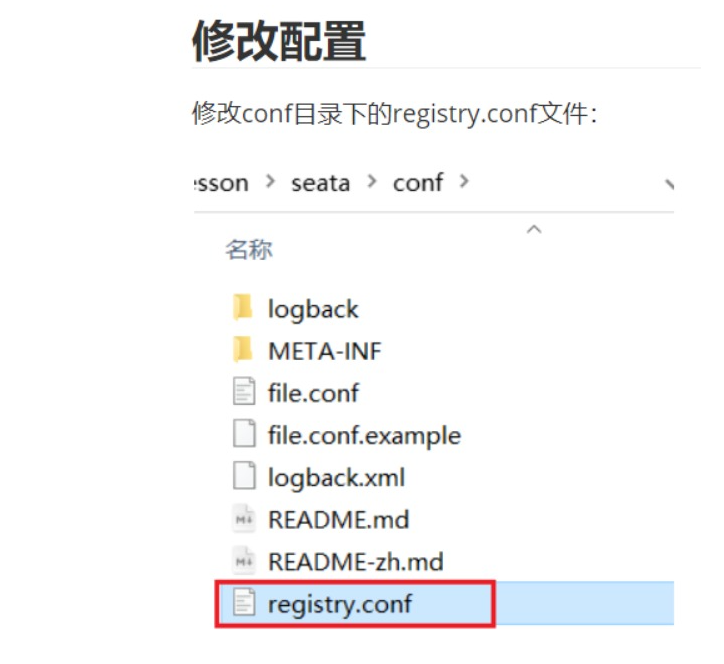 修改配置
修改conf目录下的registry.conf文件：
esson > seata > conf >
名称
logback
META-INF
file.conf
file.conf.example
logback.xml
README.md
README-zh.md
registry.conf